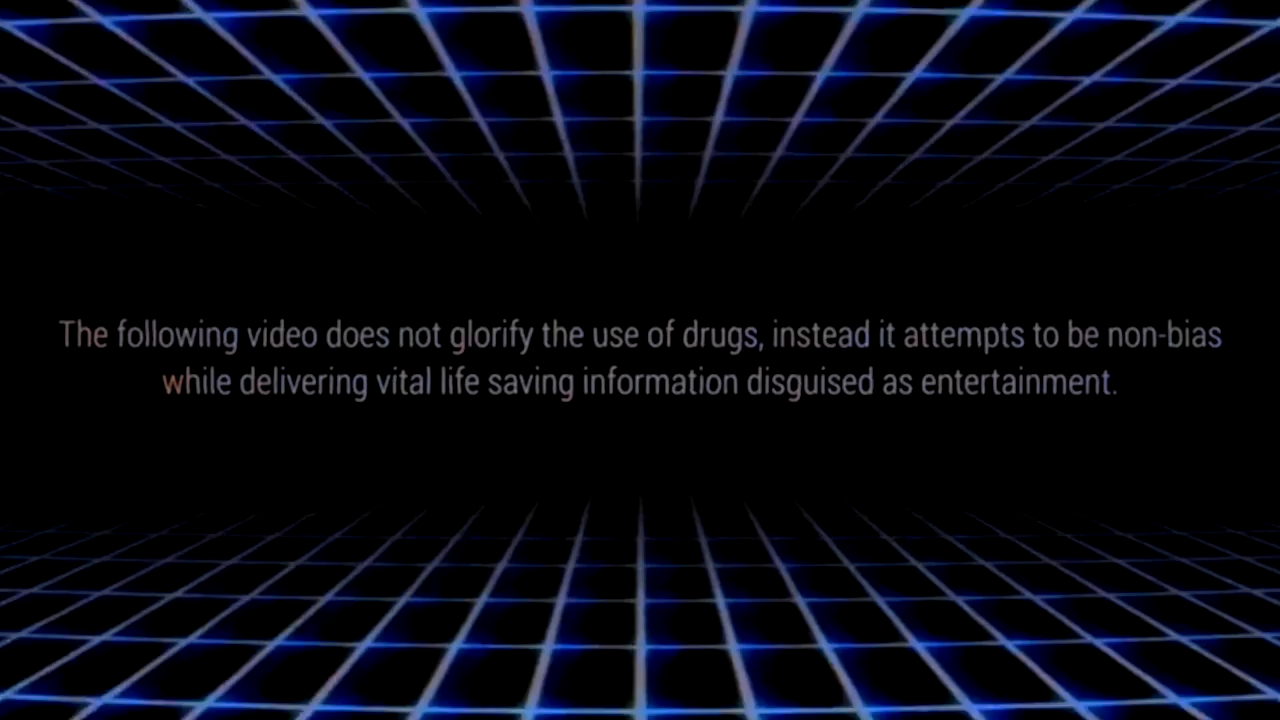 The following video does not glorify the use of drugs, instead it attempts to be non-bias
while delivering vital life saving information disguised as entertainment.